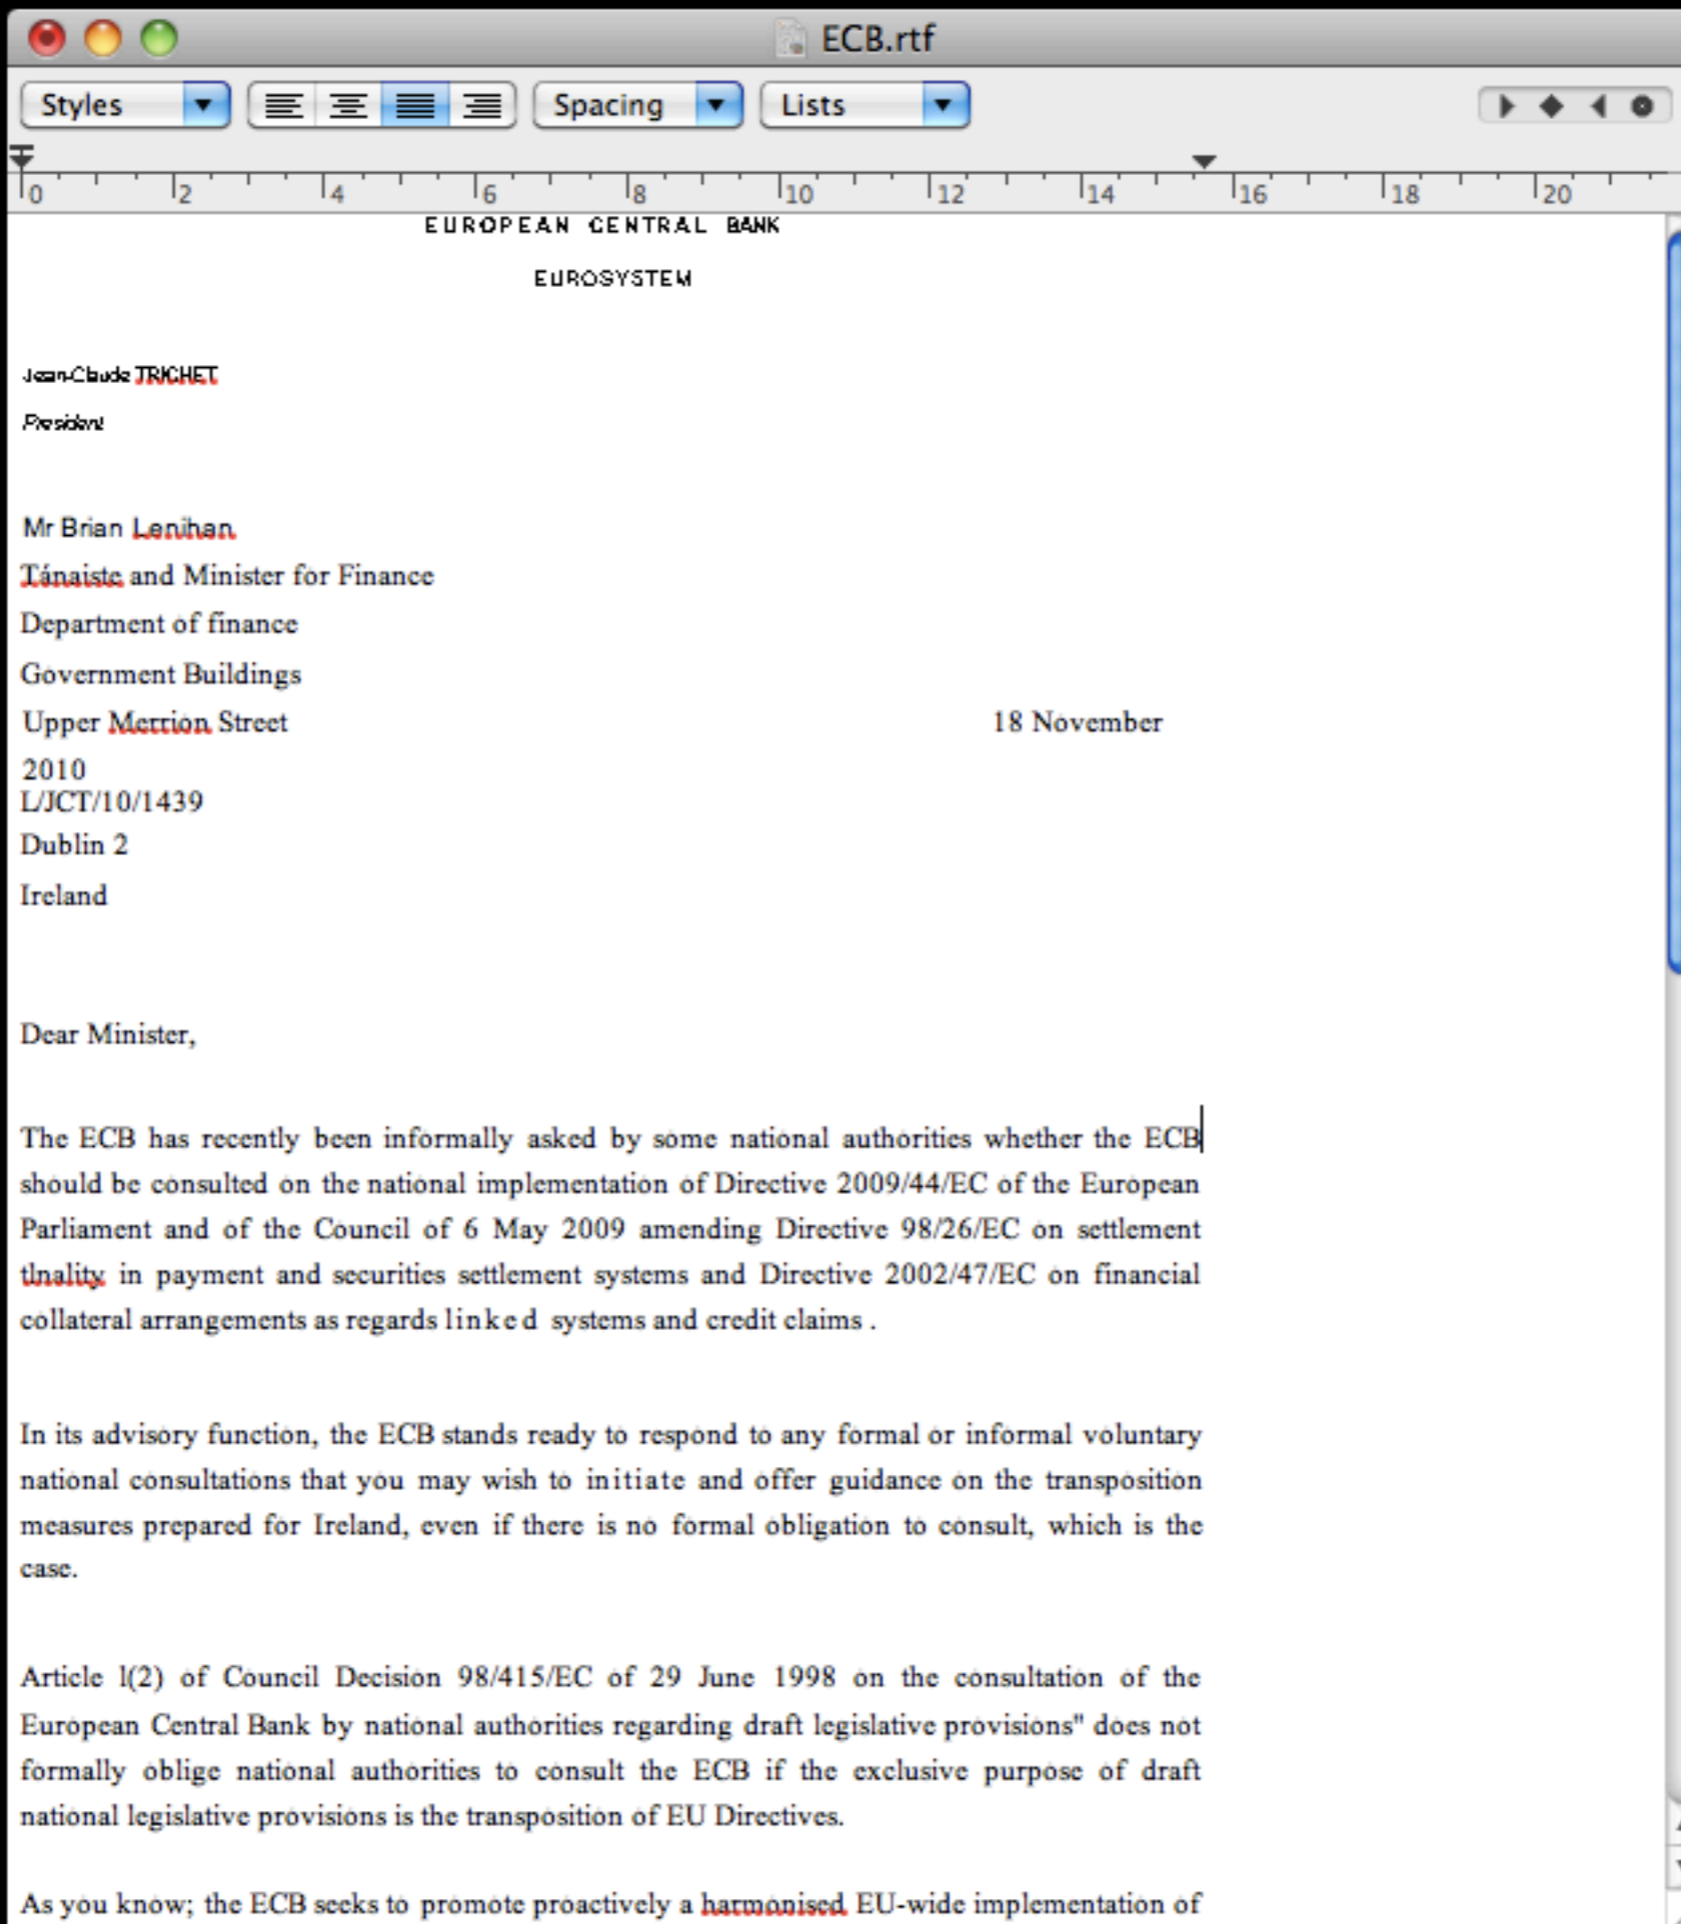 ECB.rtf
Styles Spacing Lists
0 2 4 6 8 10 12 14 16 18 20
EUROPEAN CENTRAL BANK
EUROSYSTEM
Jean-Claude TRICHET
President
Mr Brian Lenihan
Tánaiste and Minister for Finance
Department of finance
Government Buildings
Upper Merrion Street 18 November
2010
L/JCT/10/1439
Dublin 2
Ireland
Dear Minister,
The ECB has recently been informally asked by some national authorities whether the ECB
should be consulted on the national implementation of Directive 2009/44/EC of the European
Parliament and of the Council of 6 May 2009 amending Directive 98/26/EC on settlement
tlnality in payment and securities settlement systems and Directive 2002/47/EC on financial
collateral arrangements as regards linked systems and credit claims .
In its advisory function, the ECB stands ready to respond to any formal or informal voluntary
national consultations that you may wish to initiate and offer guidance on the transposition
measures prepared for Ireland, even if there is no formal obligation to consult, which is the
case.
Article l(2) of Council Decision 98/415/EC of 29 June 1998 on the consultation of the
European Central Bank by national authorities regarding draft legislative provisions" does not
formally oblige national authorities to consult the ECB if the exclusive purpose of draft
national legislative provisions is the transposition of EU Directives.
As you know; the ECB seeks to promote proactively a harmonised EU-wide implementation of